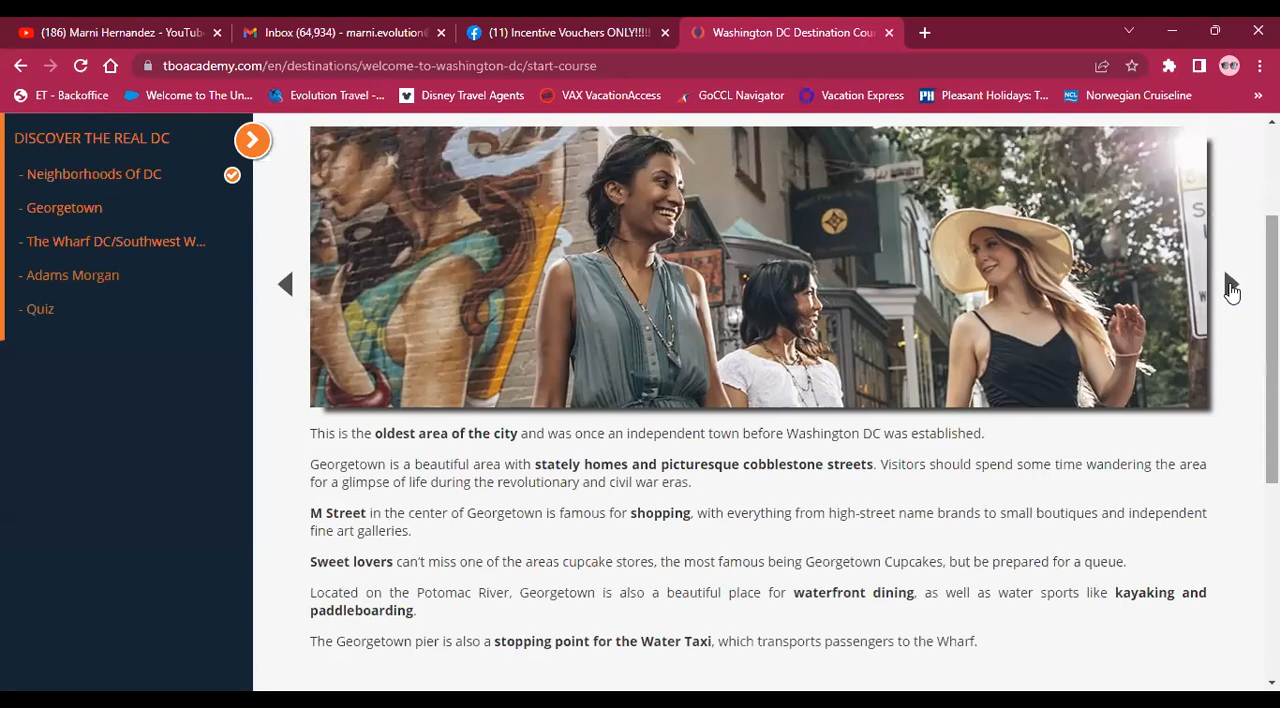 (186) Marni Hernandez - YouTub
Inbox (64,934) - marni.evolution
(11) Incentive Vouchers ONLY!!!!
Washington DC Destination Cour
tboacademy.com/en/destinations/welcome-to-washington-dc/start-course
ET - Backoffice
Welcome to The Un...
Evolution Travel -...
Disney Travel Agents
VAX VacationAccess
GoCCL Navigator
Vacation Express
PH Pleasant Holidays: T...
NCL Norwegian Cruiseline
»
DISCOVER THE REAL DC
- Neighborhoods Of DC
- Georgetown
- The Wharf DC/Southwest W...
- Adams Morgan
- Quiz
This is the oldest area of the city and was once an independent town before Washington DC was established.
Georgetown is a beautiful area with stately homes and picturesque cobblestone streets. Visitors should spend some time wandering the area
for a glimpse of life during the revolutionary and civil war eras.
M Street in the center of Georgetown is famous for shopping, with everything from high-street name brands to small boutiques and independent
fine art galleries.
Sweet lovers can't miss one of the areas cupcake stores, the most famous being Georgetown Cupcakes, but be prepared for a queue.
Located on the Potomac River, Georgetown is also a beautiful place for waterfront dining, as well as water sports like kayaking and
paddleboarding.
The Georgetown pier is also a stopping point for the Water Taxi, which transports passengers to the Wharf.